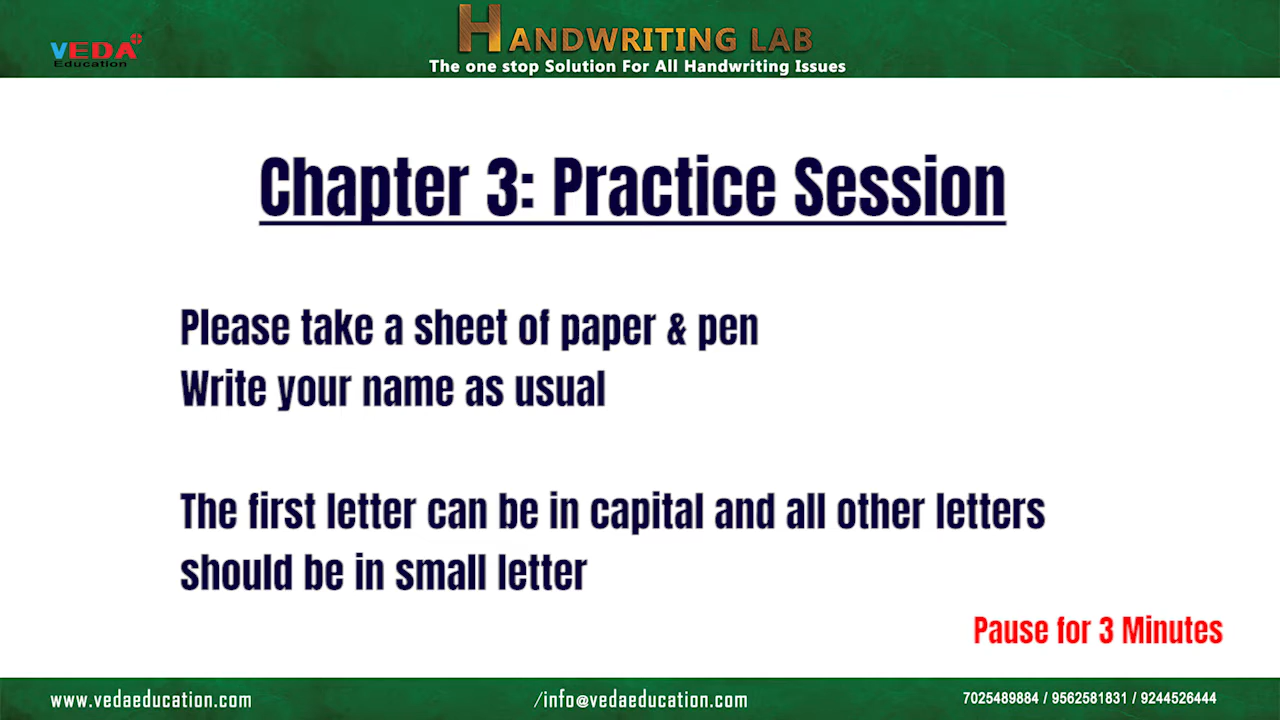 VEDA
Education
HANDWRITING LAB
The one stop Solution For All Handwriting Issues
Chapter 3: Practice Session
Please take a sheet of paper & pen
Write your name as usual
The first letter can be in capital and all other letters
should be in small letter
Pause for 3 Minutes
www.vedaeducation.com
/info@vedaeducation.com
7025489884 / 9562581831 / 9244526444